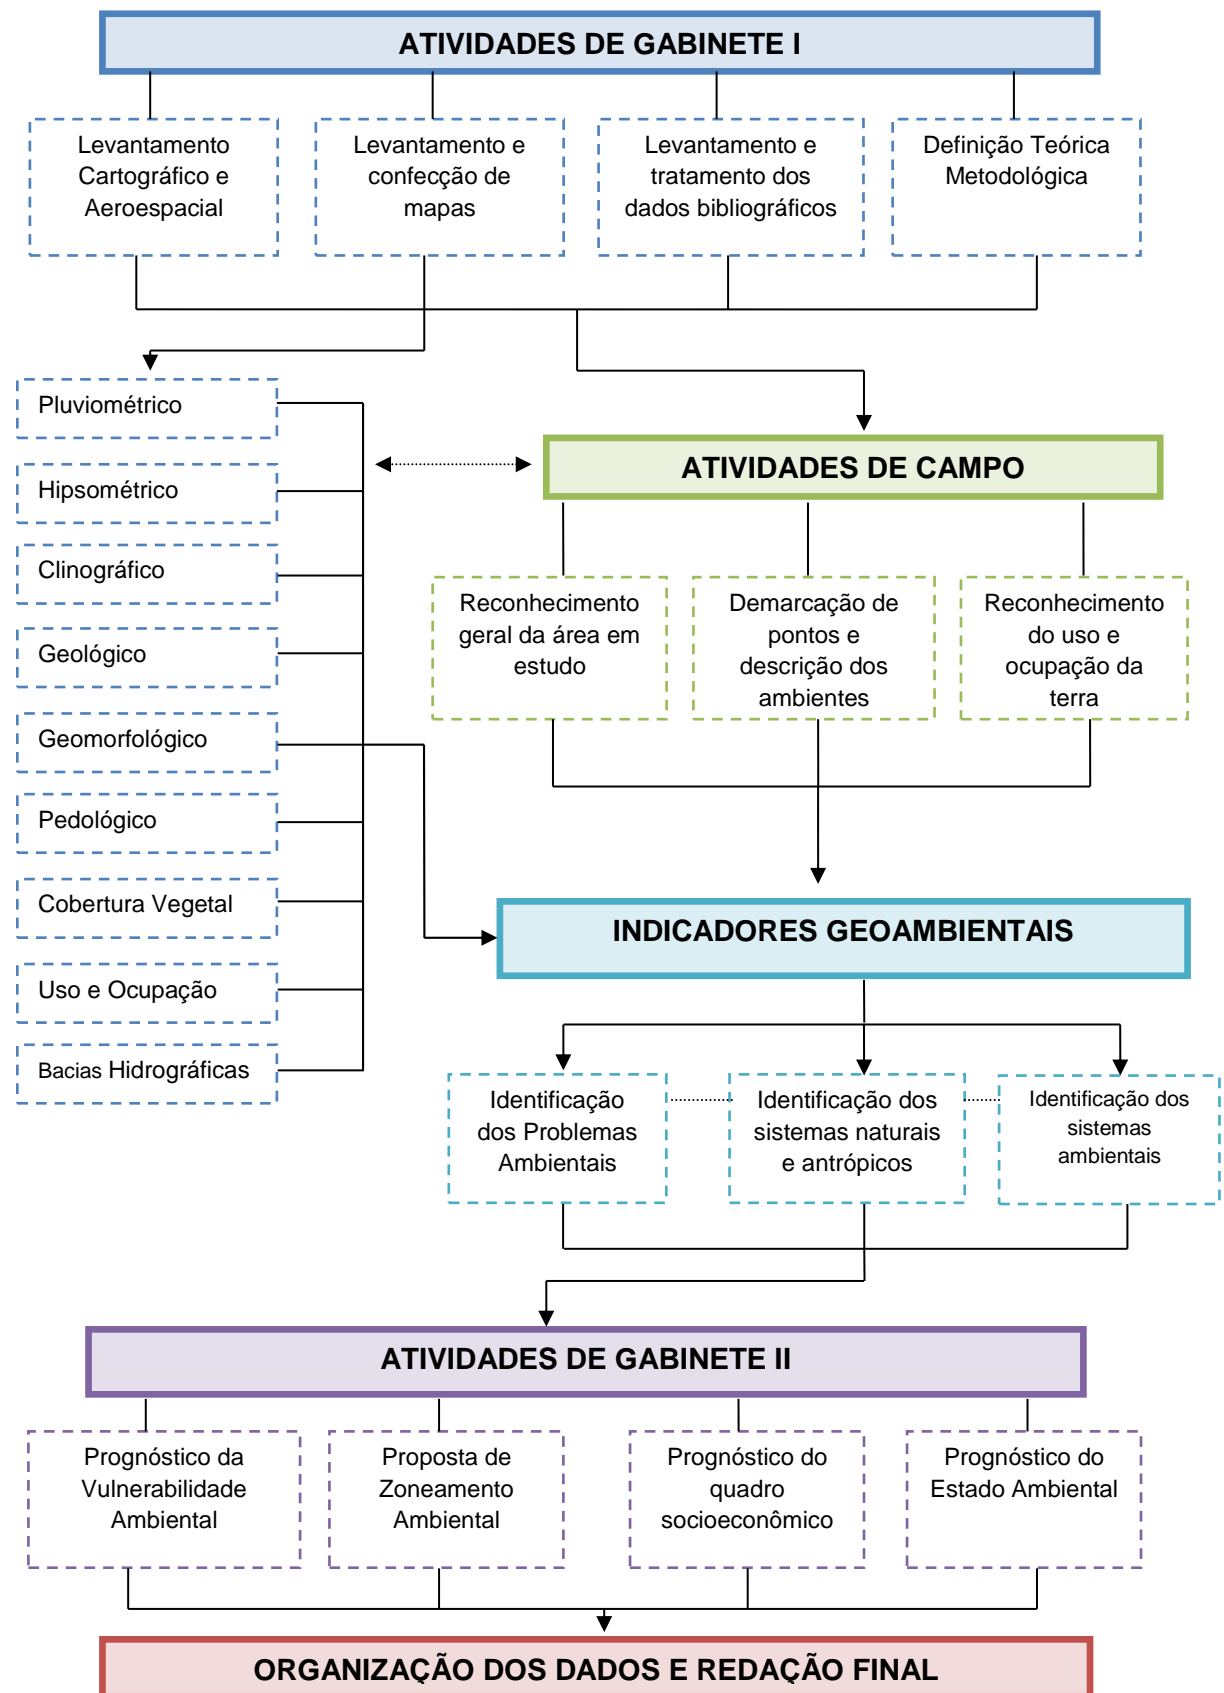 ATIVIDADES DE GABINETE I
Levantamento
Cartográfico e
Aeroespacial
Levantamento e
confecção de
mapas
Levantamento e
tratamento dos
dados bibliográficos
Definição Teórica
Metodológica
Pluviométrico
Hipsométrico
Clinográfico
Geológico
Geomorfológico
Pedológico
Cobertura Vegetal
Uso e Ocupação
Bacias Hidrográficas
ATIVIDADES DE CAMPO
Reconhecimento
geral da área em
estudo
Demarcação de
pontos e
descrição dos
ambientes
Reconhecimento
do uso e
ocupação da
terra
INDICADORES GEOAMBIENTAIS
Identificação
dos Problemas
Ambientais
Identificação dos
sistemas naturais
e antrópicos
Identificação dos
sistemas
ambientais
ATIVIDADES DE GABINETE II
Prognóstico da
Vulnerabilidade
Ambiental
Proposta de
Zoneamento
Ambiental
Prognóstico do
quadro
socioeconômico
Prognóstico do
Estado Ambiental
ORGANIZAÇÃO DOS DADOS E REDAÇÃO FINAL